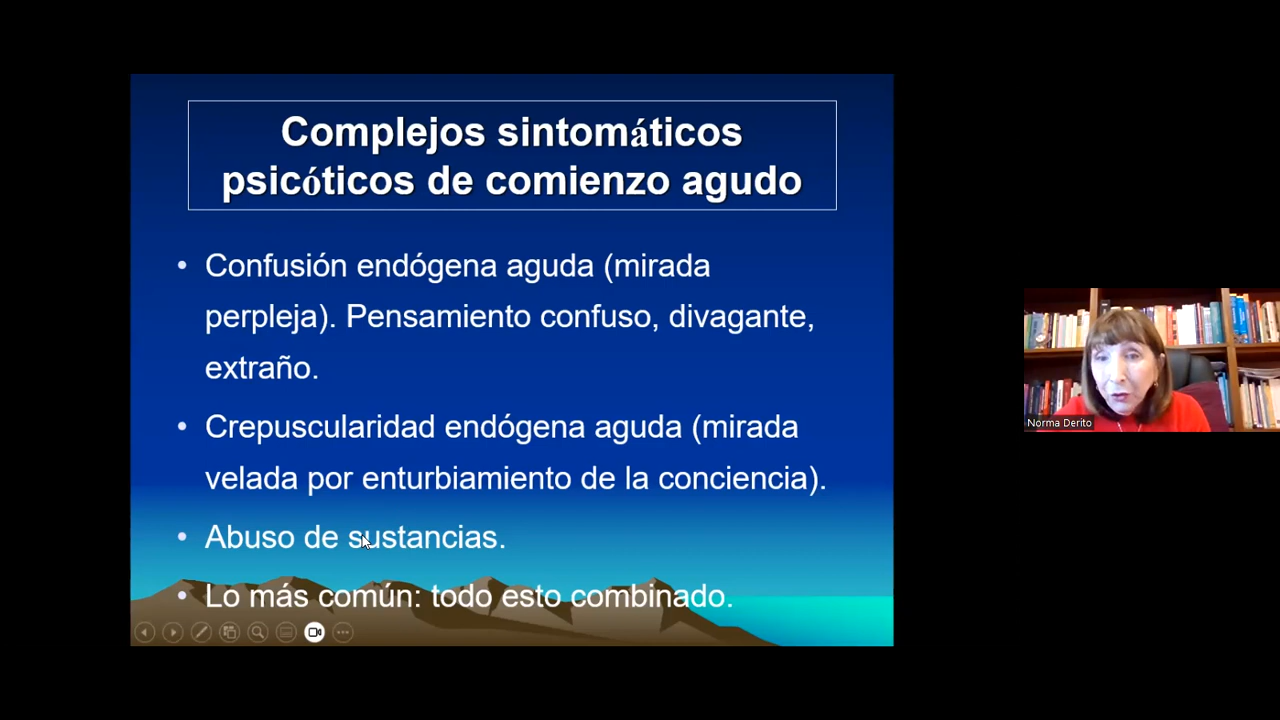 Complejos sintomáticos
psicóticos de comienzo agudo
• Confusión endógena aguda (mirada
perpleja). Pensamiento confuso, divagante,
extraño.
• Crepuscularidad endógena aguda (mirada
velada por enturbiamiento de la conciencia).
• Abuso de sustancias.
• Lo más común: todo esto combinado.
Norma Derito